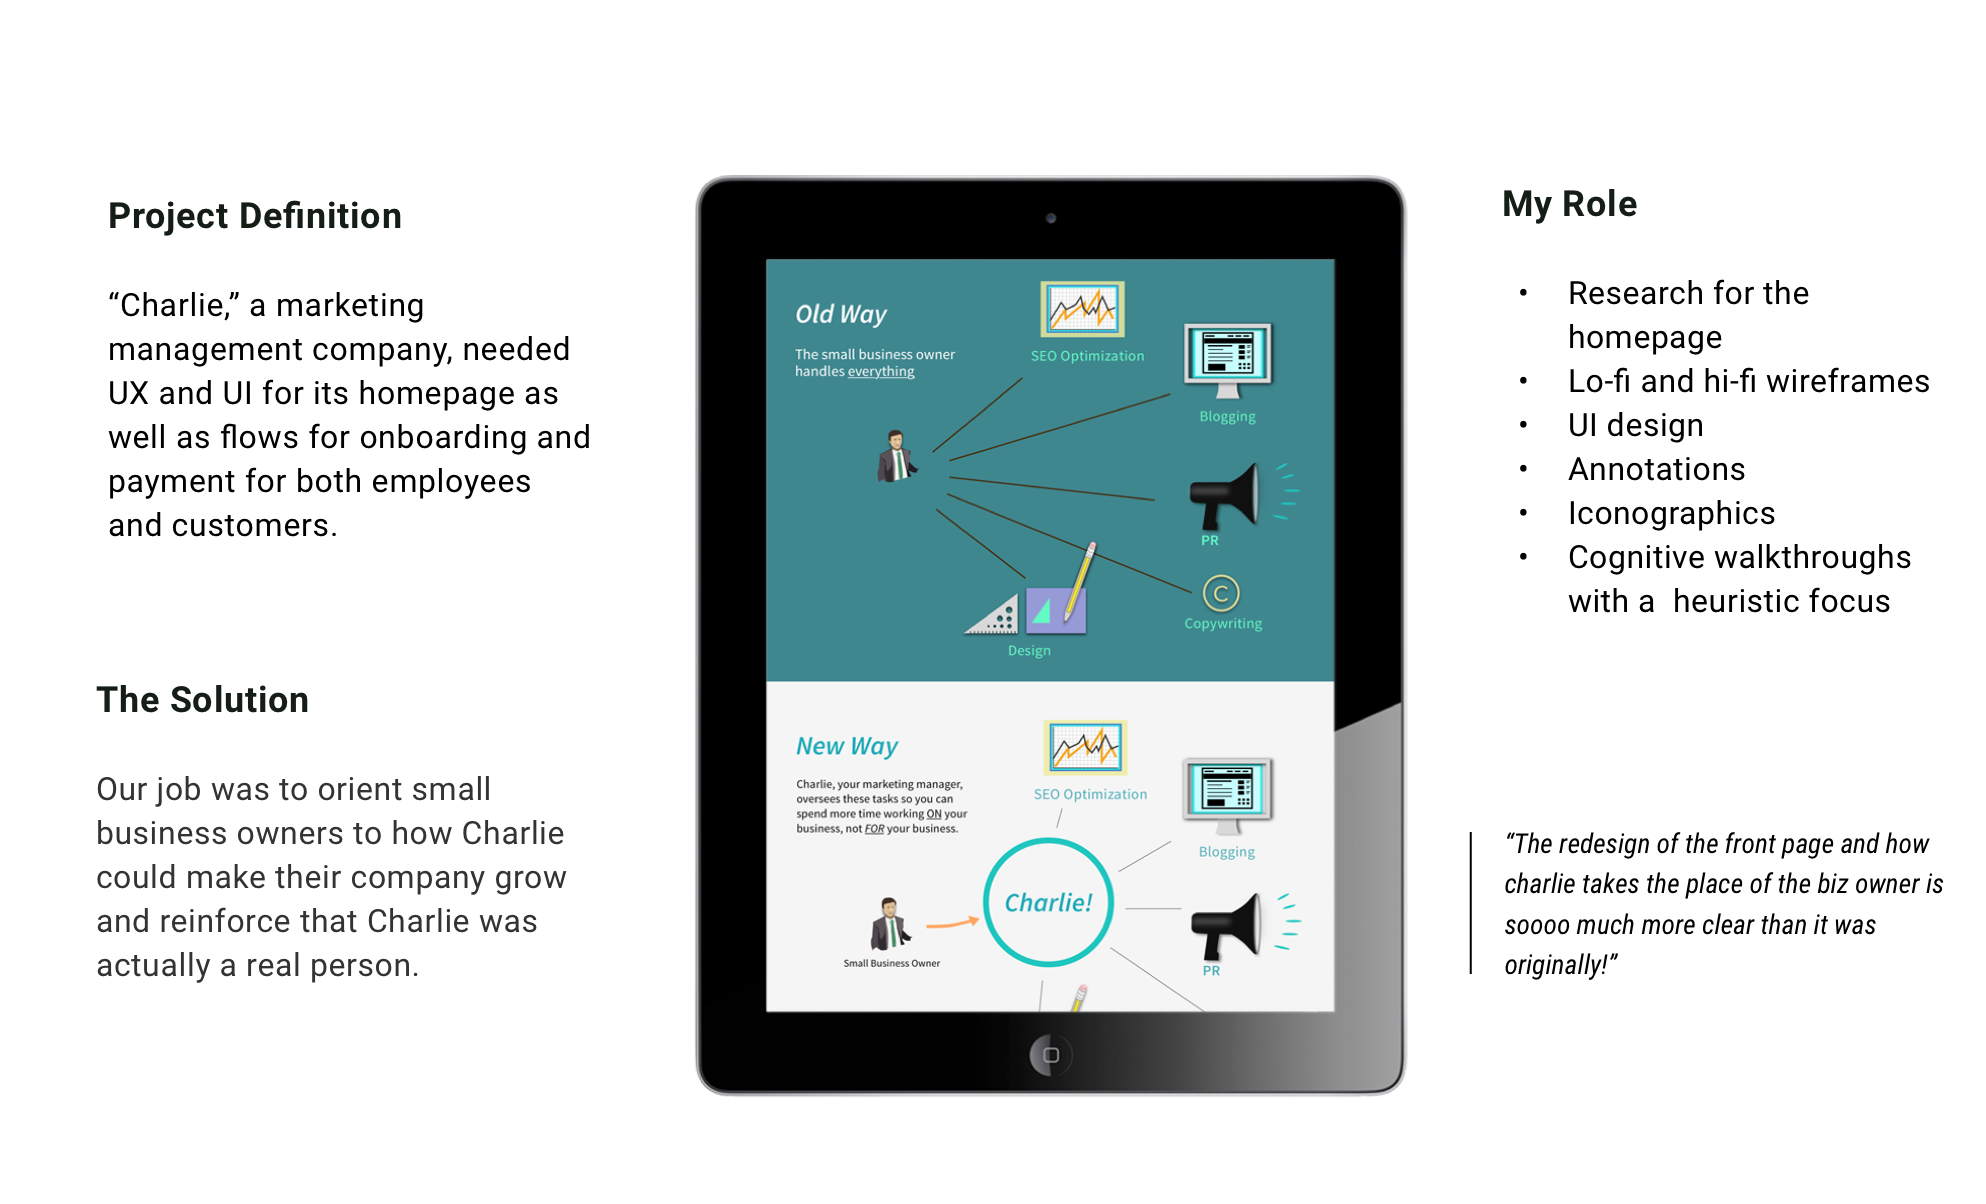 Project Definition
“Charlie,” a marketing
management company, needed
UX and UI for its homepage as
well as flows for onboarding and
payment for both employees
and customers.
The Solution
Our job was to orient small
business owners to how Charlie
could make their company grow
and reinforce that Charlie was
actually a real person.
Old Way
The small business owner
handles everything
SEO Optimization
Blogging
PR
C
Copywriting
Design
New Way
Charlie, your marketing manager,
oversees these tasks so you can
spend more time working ON your
business, not FOR your business.
SEO Optimization
Blogging
Charlie!
Small Business Owner
PR
My Role
• Research for the
homepage
• Lo-fi and hi-fi wireframes
• UI design
• Annotations
• Iconographics
• Cognitive walkthroughs
with a  heuristic focus
“The redesign of the front page and how
charlie takes the place of the biz owner is
soooo much more clear than it was
originally!”